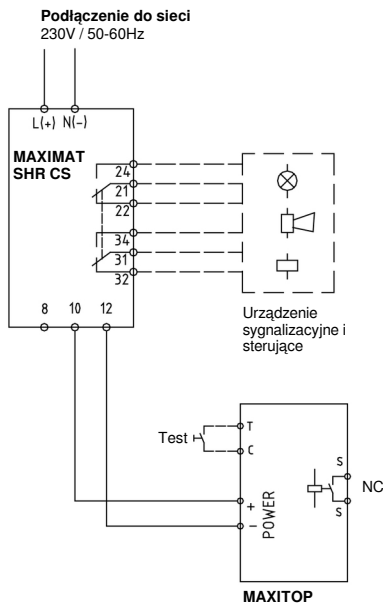 Podłączenie do sieci
230V / 50-60Hz
L(+) N(-)
MAXIMAT
SHR CS
24
21
22
34
31
32
8 10 12
Urządzenie
sygnalizacyjne i
sterujące
Test
T
C
+
-
POWER
S
S
NC
MAXITOP